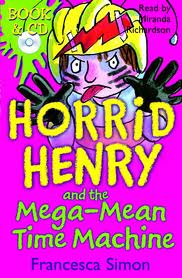 BOOK
& CD
Read by
Miranda
Richardson
HORRID
HENRY
and the
Mega-Mean
Time Machine
Francesca Simon